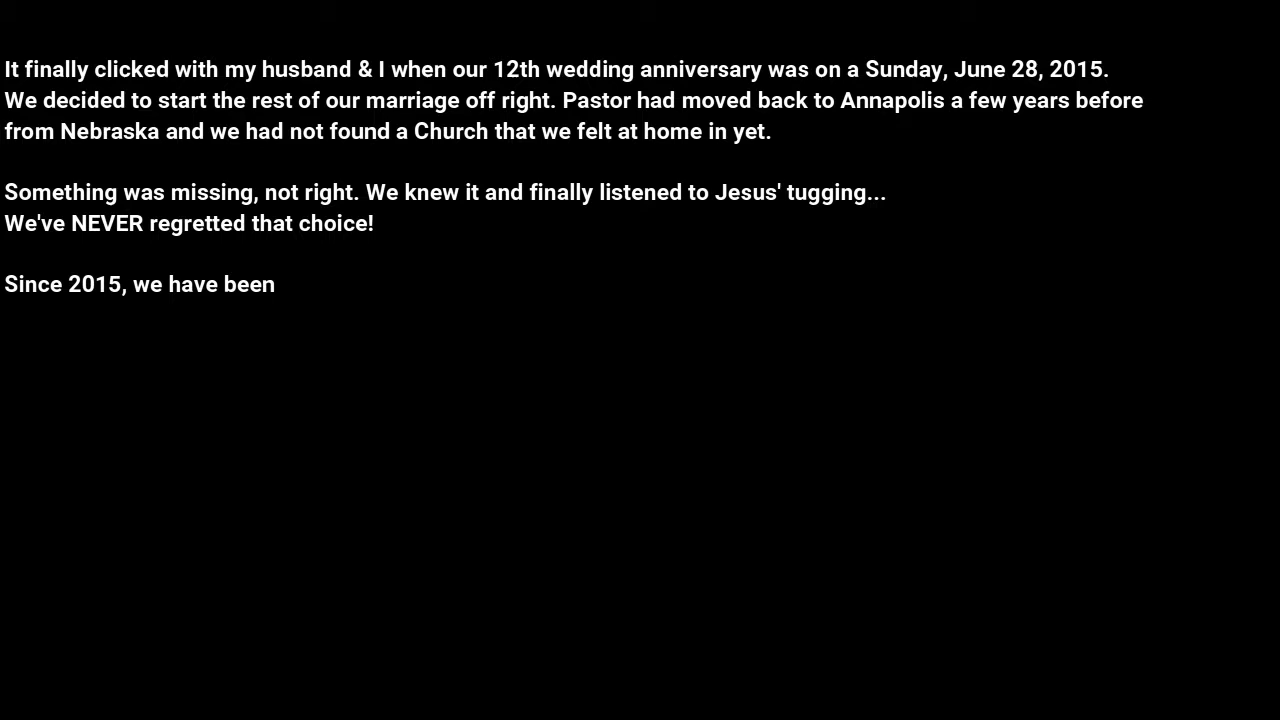 It finally clicked with my husband & I when our 12th wedding anniversary was on a Sunday, June 28, 2015.
We decided to start the rest of our marriage off right. Pastor had moved back to Annapolis a few years before
from Nebraska and we had not found a Church that we felt at home in yet.
Something was missing, not right. We knew it and finally listened to Jesus' tugging...
We've NEVER regretted that choice!
Since 2015, we have been